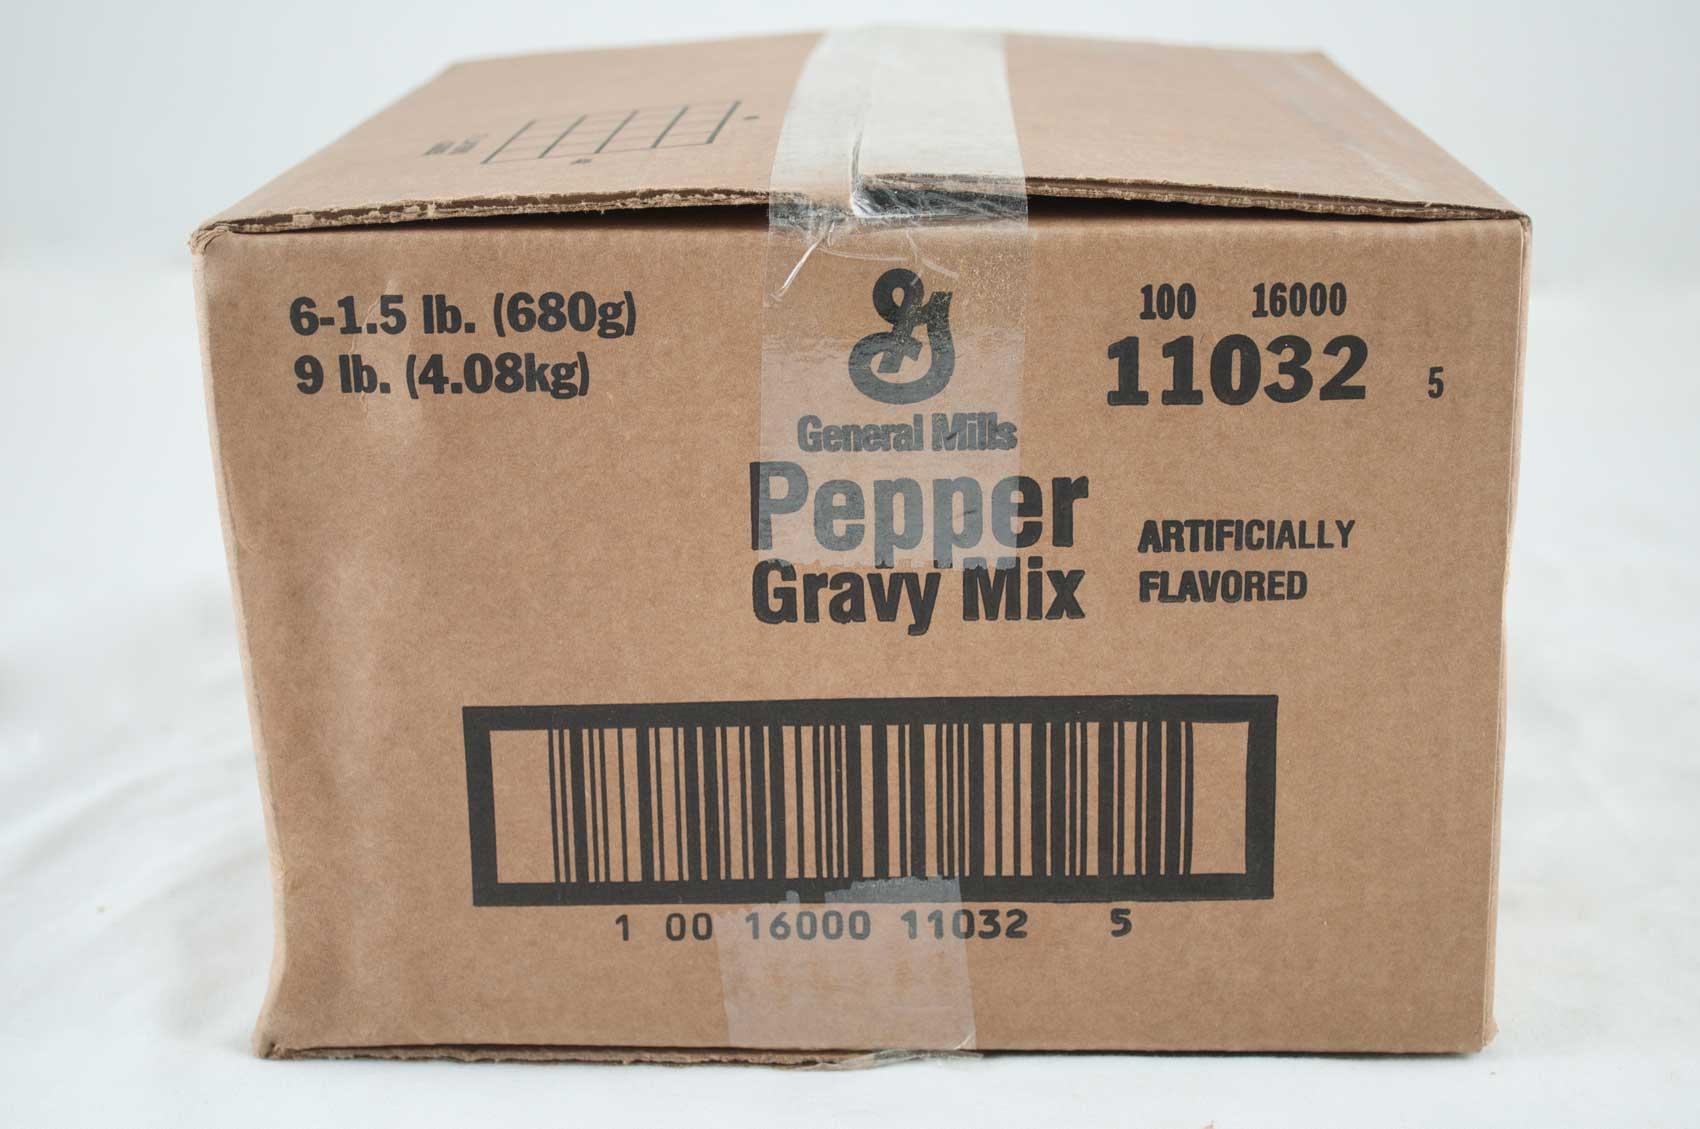 6-1.5 lb. (680g)
9 lb. (4.08kg)
General Mills
Pepper
Gravy Mix
100 16000
11032 5
ARTIFICIALLY
FLAVORED
1 00 16000 11032 5